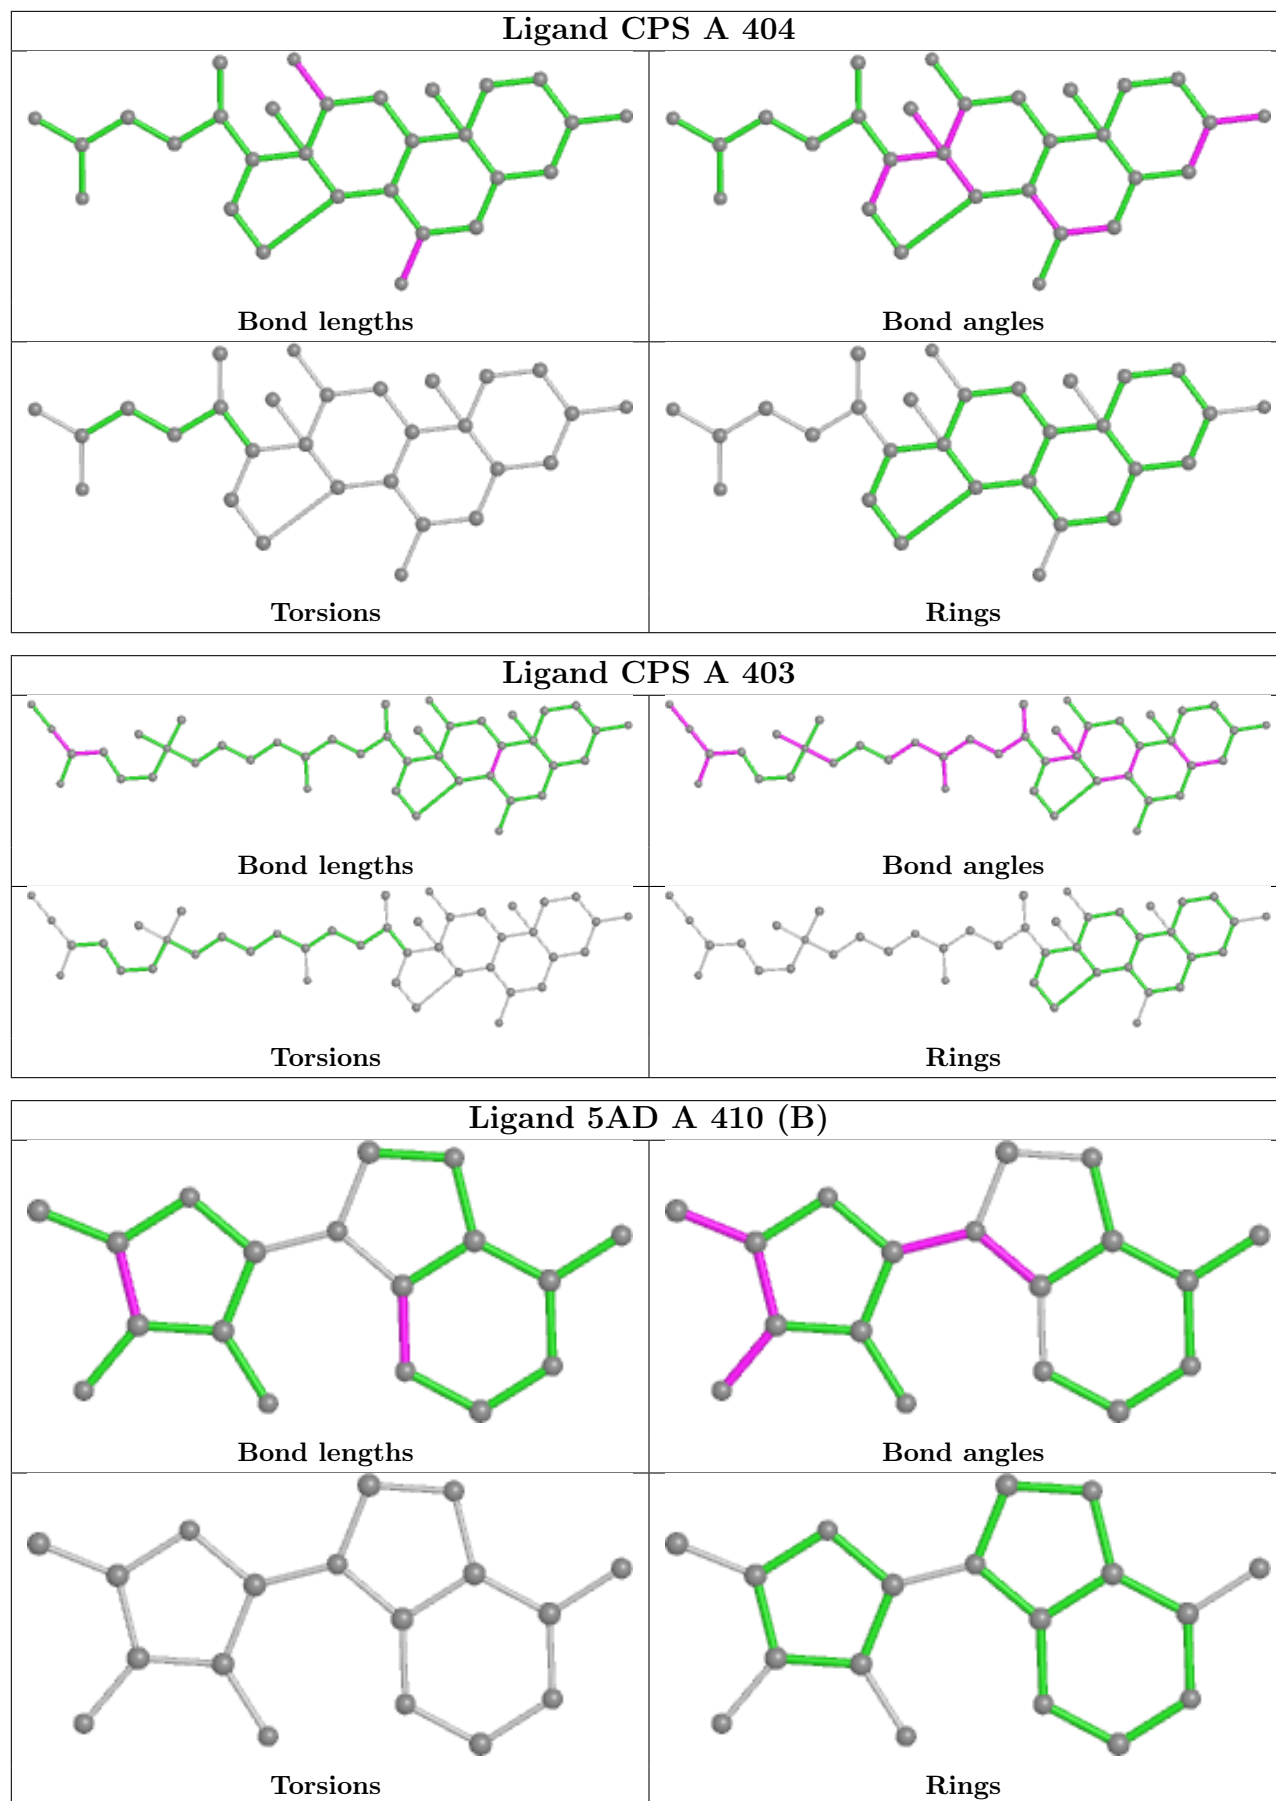 Ligand CPS A 404
Bond lengths
Bond angles
Torsions
Rings
Ligand CPS A 403
Bond lengths
Bond angles
Torsions
Rings
Ligand 5AD A 410 (B)
Bond lengths
Bond angles
Torsions
Rings